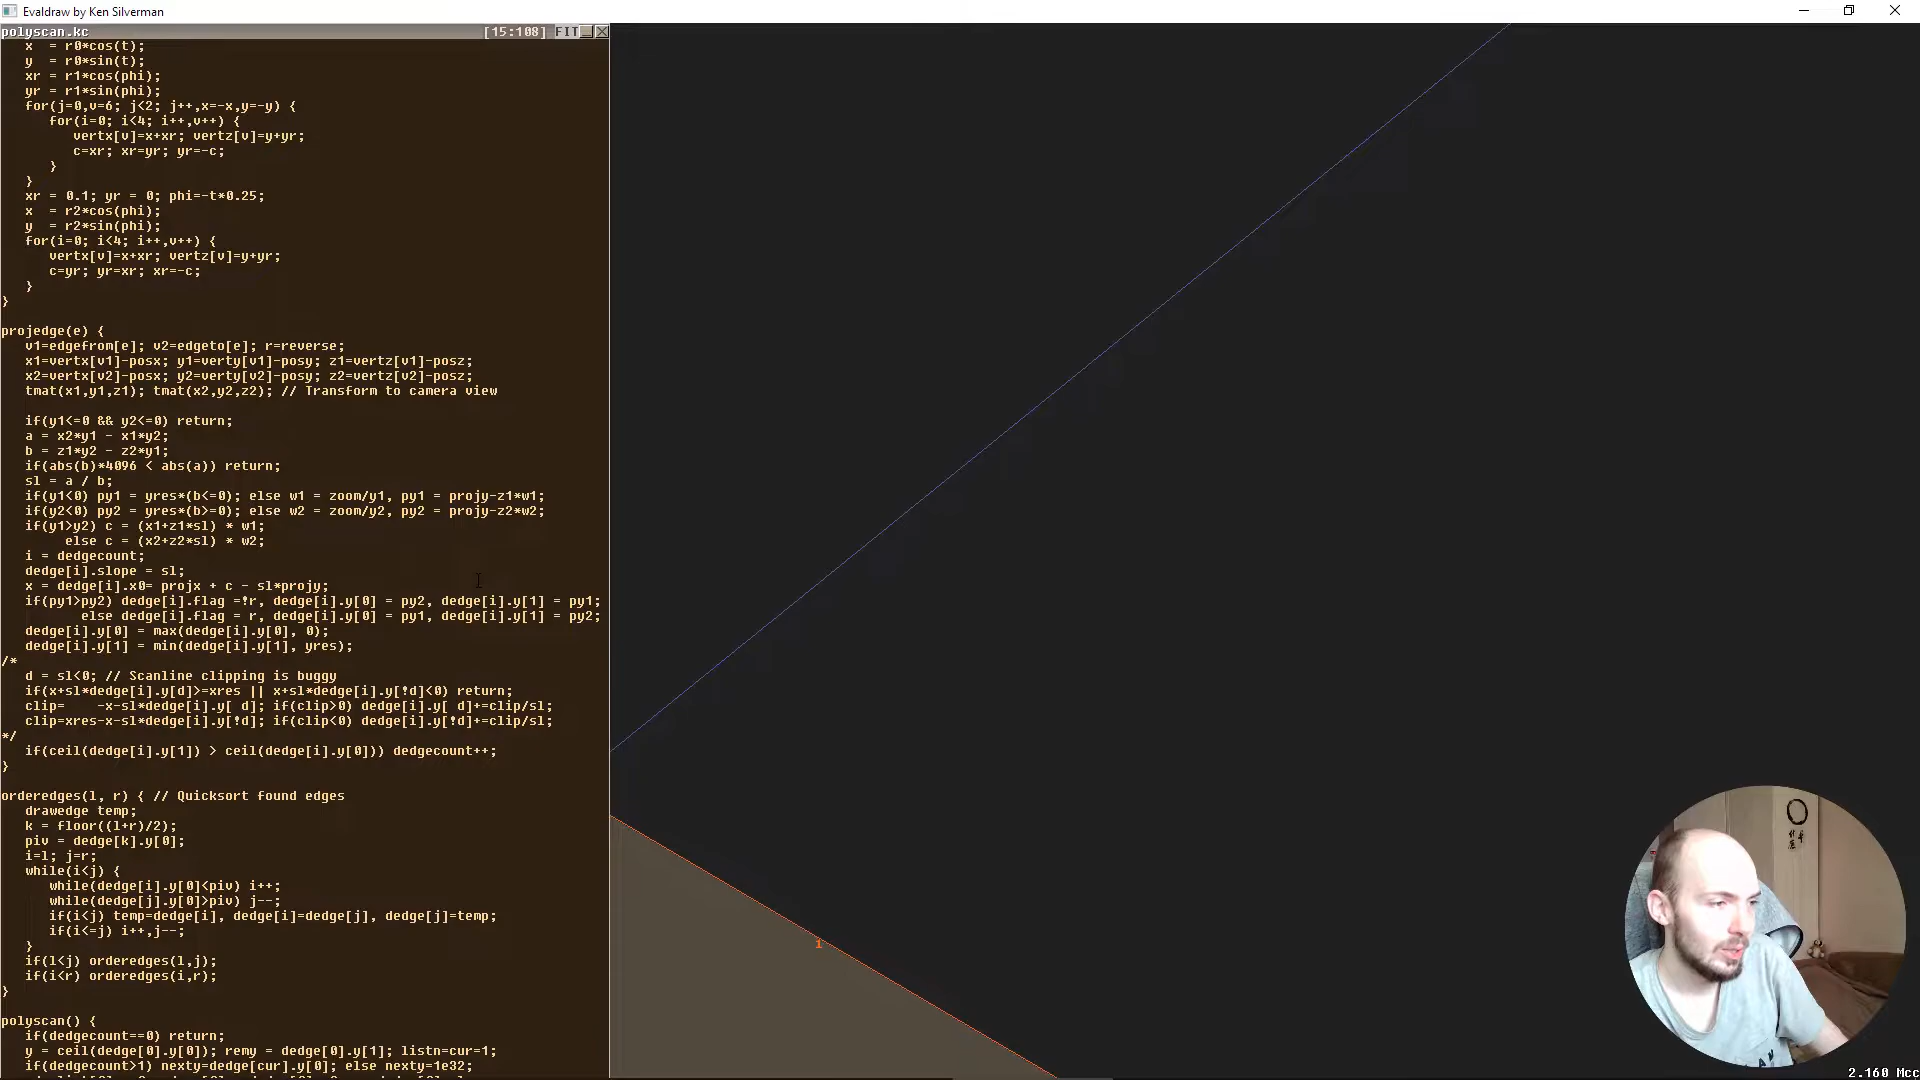 Evaldraw by Ken Silverman
polyscan.kc [15:108] FIT
x  = r0*cos(t);
y  = r0*sin(t);
xr = r1*cos(phi);
yr = r1*sin(phi);
for(j=0,v=6; j<2; j++,x=-x,y=-y) {
for(i=0; i<4; i++,v++) {
vertx[v]=x+xr; vertz[v]=y+yr;
c=xr; xr=yr; yr=-c;
}
}
xr = 0.1; yr = 0; phi=-t*0.25;
x  = r2*cos(phi);
y  = r2*sin(phi);
for(i=0; i<4; i++,v++) {
vertx[v]=x+xr; vertz[v]=y+yr;
c=yr; yr=xr; xr=-c;
}
}
projedge(e) {
v1=edgefrom[e]; v2=edgeto[e]; r=reverse;
x1=vertx[v1]-posx; y1=verty[v1]-posy; z1=vertz[v1]-posz;
x2=vertx[v2]-posx; y2=verty[v2]-posy; z2=vertz[v2]-posz;
tmat(x1,y1,z1); tmat(x2,y2,z2); // Transform to camera view
if(y1<=0 && y2<=0) return;
a = x2*y1 - x1*y2;
b = z1*y2 - z2*y1;
if(abs(b)*4096 < abs(a)) return;
sl = a / b;
if(y1<0) py1 = yres*(b<=0); else w1 = zoom/y1, py1 = projy-z1*w1;
if(y2<0) py2 = yres*(b>=0); else w2 = zoom/y2, py2 = projy-z2*w2;
if(y1>y2) c = (x1+z1*sl) * w1;
else c = (x2+z2*sl) * w2;
i = dedgecount;
dedge[i].slope = sl;
x = dedge[i].x0= projx + c - sl*projy;
if(py1>py2) dedge[i].flag =!r, dedge[i].y[0] = py2, dedge[i].y[1] = py1;
else dedge[i].flag = r, dedge[i].y[0] = py1, dedge[i].y[1] = py2;
dedge[i].y[0] = max(dedge[i].y[0], 0);
dedge[i].y[1] = min(dedge[i].y[1], yres);
/*
d = sl<0; // Scanline clipping is buggy
if(x+sl*dedge[i].y[d]>=xres || x+sl*dedge[i].y[!d]<0) return;
clip=    -x-sl*dedge[i].y[ d]; if(clip>0) dedge[i].y[ d]+=clip/sl;
clip=xres-x-sl*dedge[i].y[!d]; if(clip<0) dedge[i].y[!d]+=clip/sl;
*/
if(ceil(dedge[i].y[1]) > ceil(dedge[i].y[0])) dedgecount++;
}
orderedges(l, r) { // Quicksort found edges
drawedge temp;
k = floor((l+r)/2);
piv = dedge[k].y[0];
i=l; j=r;
while(i<j) {
while(dedge[i].y[0]<piv) i++;
while(dedge[j].y[0]>piv) j--;
if(i<j) temp=dedge[i], dedge[i]=dedge[j], dedge[j]=temp;
if(i<=j) i++,j--;
}
if(l<j) orderedges(l,j);
if(i<r) orderedges(i,r);
}
polyscan() {
if(dedgecount==0) return;
y = ceil(dedge[0].y[0]); remy = dedge[0].y[1]; listn=cur=1;
if(dedgecount>1) nexty=dedge[cur].y[0]; else nexty=1e32;
1
2.160 Mcc